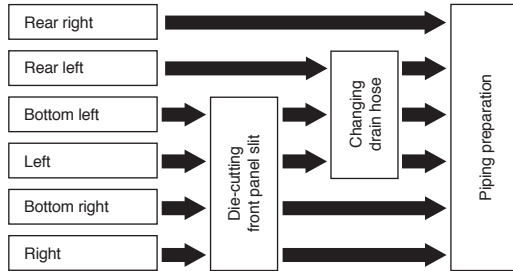 Rear right
Rear left
Bottom left
Left
Bottom right
Right
Die-cutting
front panel slit
Changing
drain hose
Piping preparation